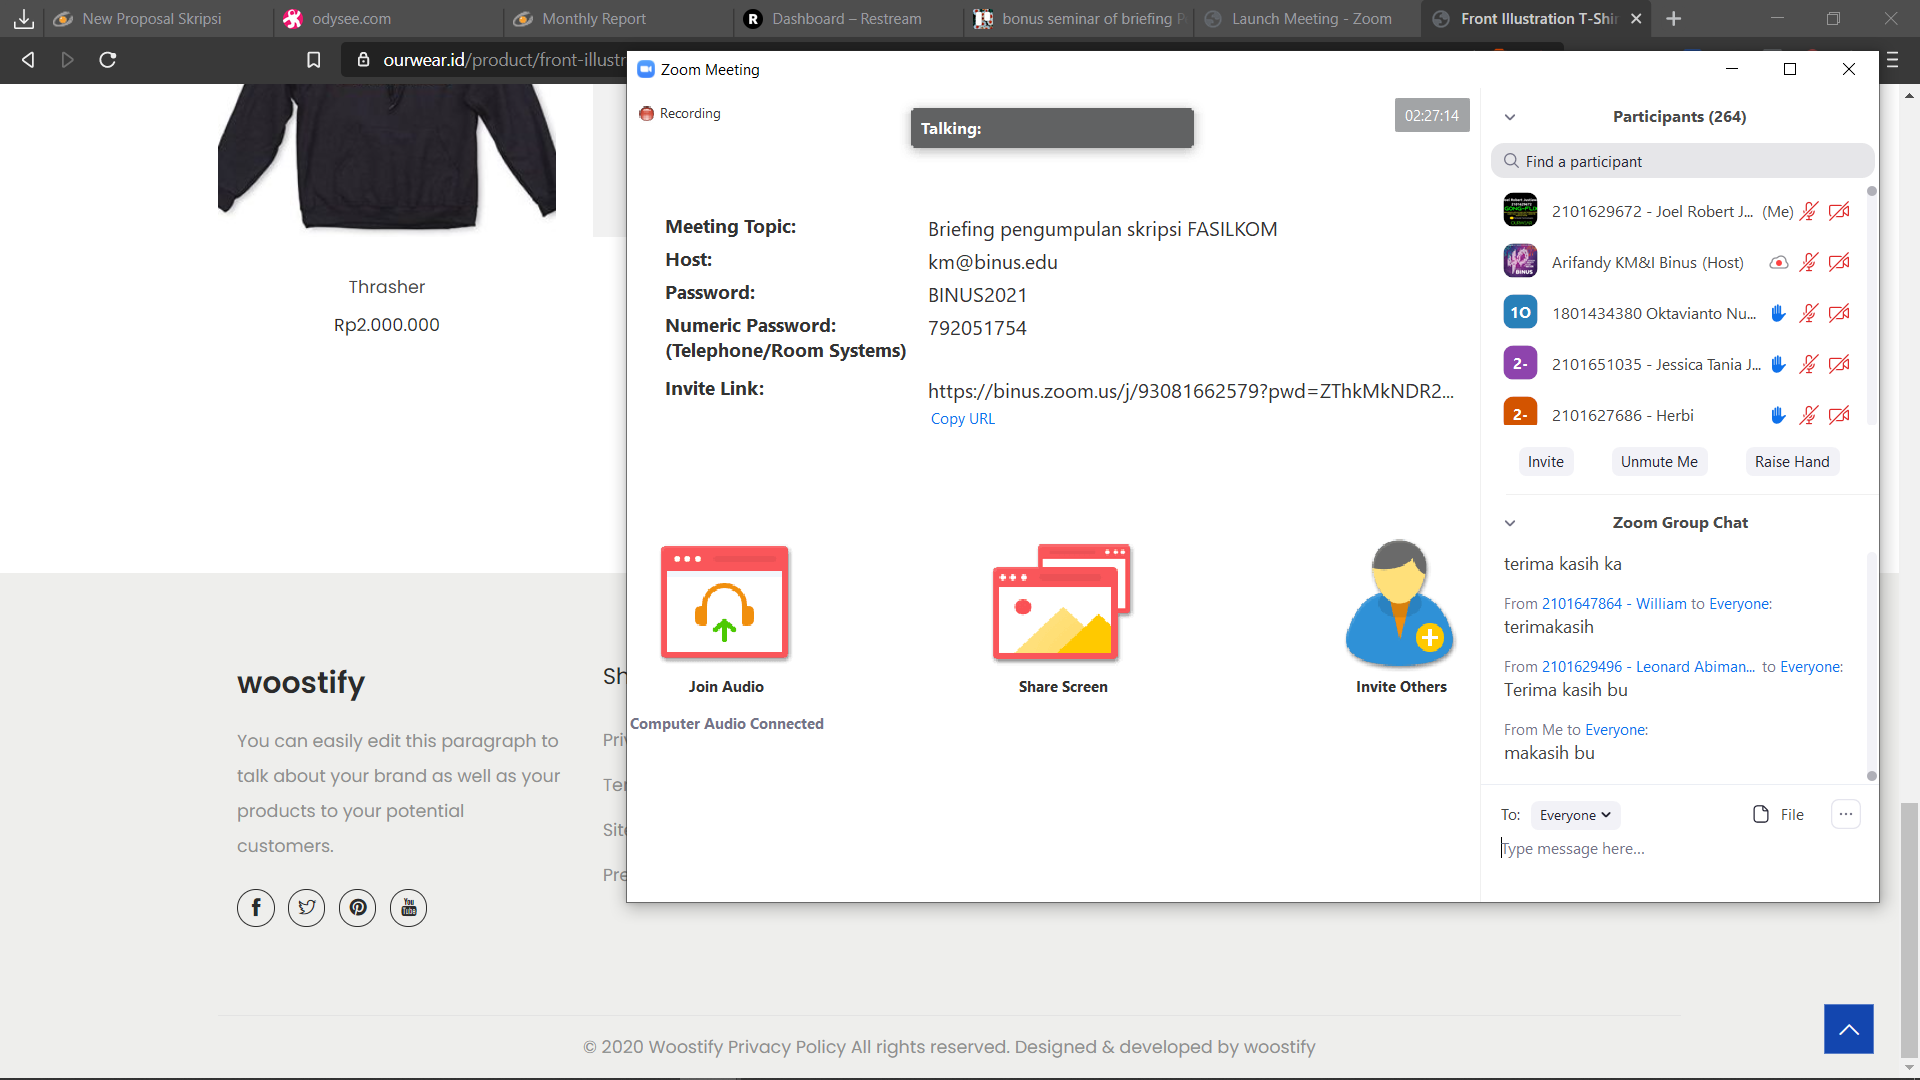 New Proposal Skripsi
odysee.com
Monthly Report
Dashboard – Restream
bonus seminar of briefing P
Launch Meeting - Zoom
Front Illustration T-Shir
ourwear.id/product/front-illustr
Thrasher
Rp2.000.000
woostify
You can easily edit this paragraph to
talk about your brand as well as your
products to your potential
customers.
Sh
Pri
Ter
Site
Pre
© 2020 Woostify Privacy Policy All rights reserved. Designed & developed by woostify
Zoom Meeting
Recording
Talking:
02:27:14
Meeting Topic: Briefing pengumpulan skripsi FASILKOM
Host: km@binus.edu
Password: BINUS2021
Numeric Password: 792051754
(Telephone/Room Systems)
Invite Link: https://binus.zoom.us/j/93081662579?pwd=ZThkMkNDR2...
Copy URL
Join Audio
Computer Audio Connected
Share Screen
Invite Others
Participants (264)
Find a participant
2101629672 - Joel Robert J... (Me)
Arifandy KM&I Binus (Host)
1O 1801434380 Oktavianto Nu...
2- 2101651035 - Jessica Tania J...
2- 2101627686 - Herbi
Invite
Unmute Me
Raise Hand
Zoom Group Chat
terima kasih ka
From 2101647864 - William to Everyone:
terimakasih
From 2101629496 - Leonard Abiman... to Everyone:
Terima kasih bu
From Me to Everyone:
makasih bu
To: Everyone
File
Type message here...